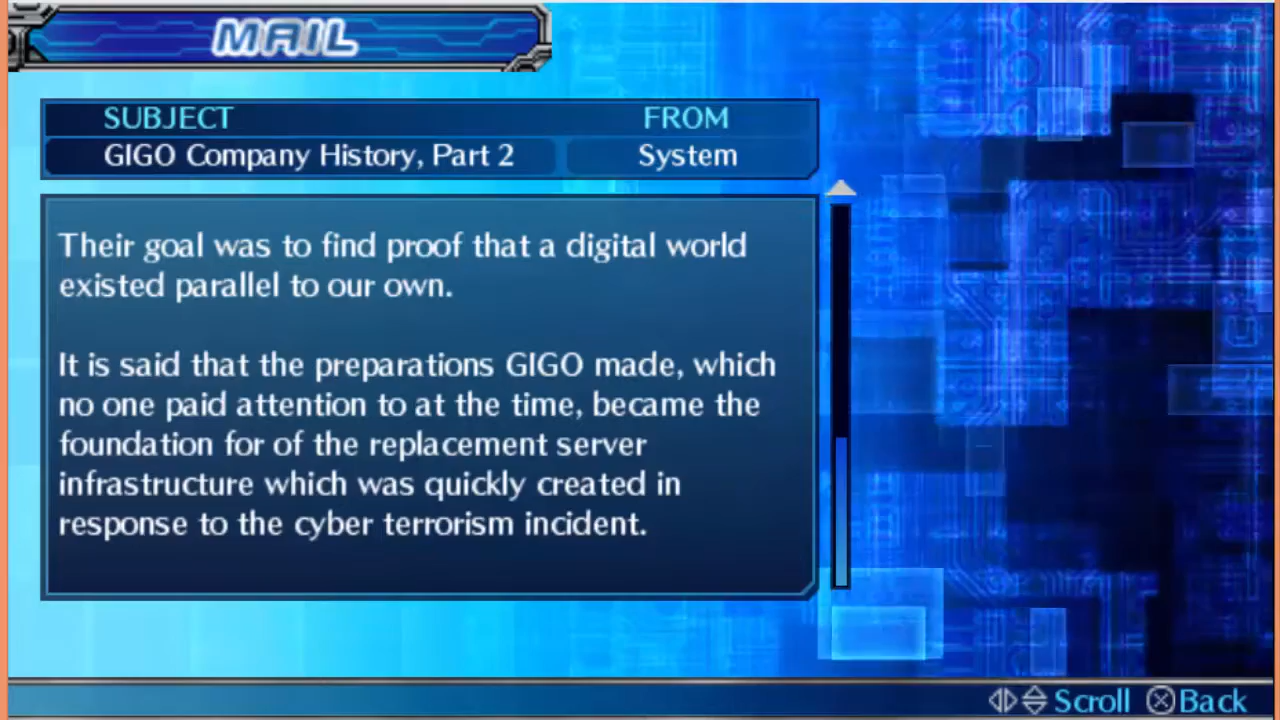 MAIL
SUBJECT FROM
GIGO Company History, Part 2 System
Their goal was to find proof that a digital world
existed parallel to our own.
It is said that the preparations GIGO made, which
no one paid attention to at the time, became the
foundation for of the replacement server
infrastructure which was quickly created in
response to the cyber terrorism incident.
Scroll Back